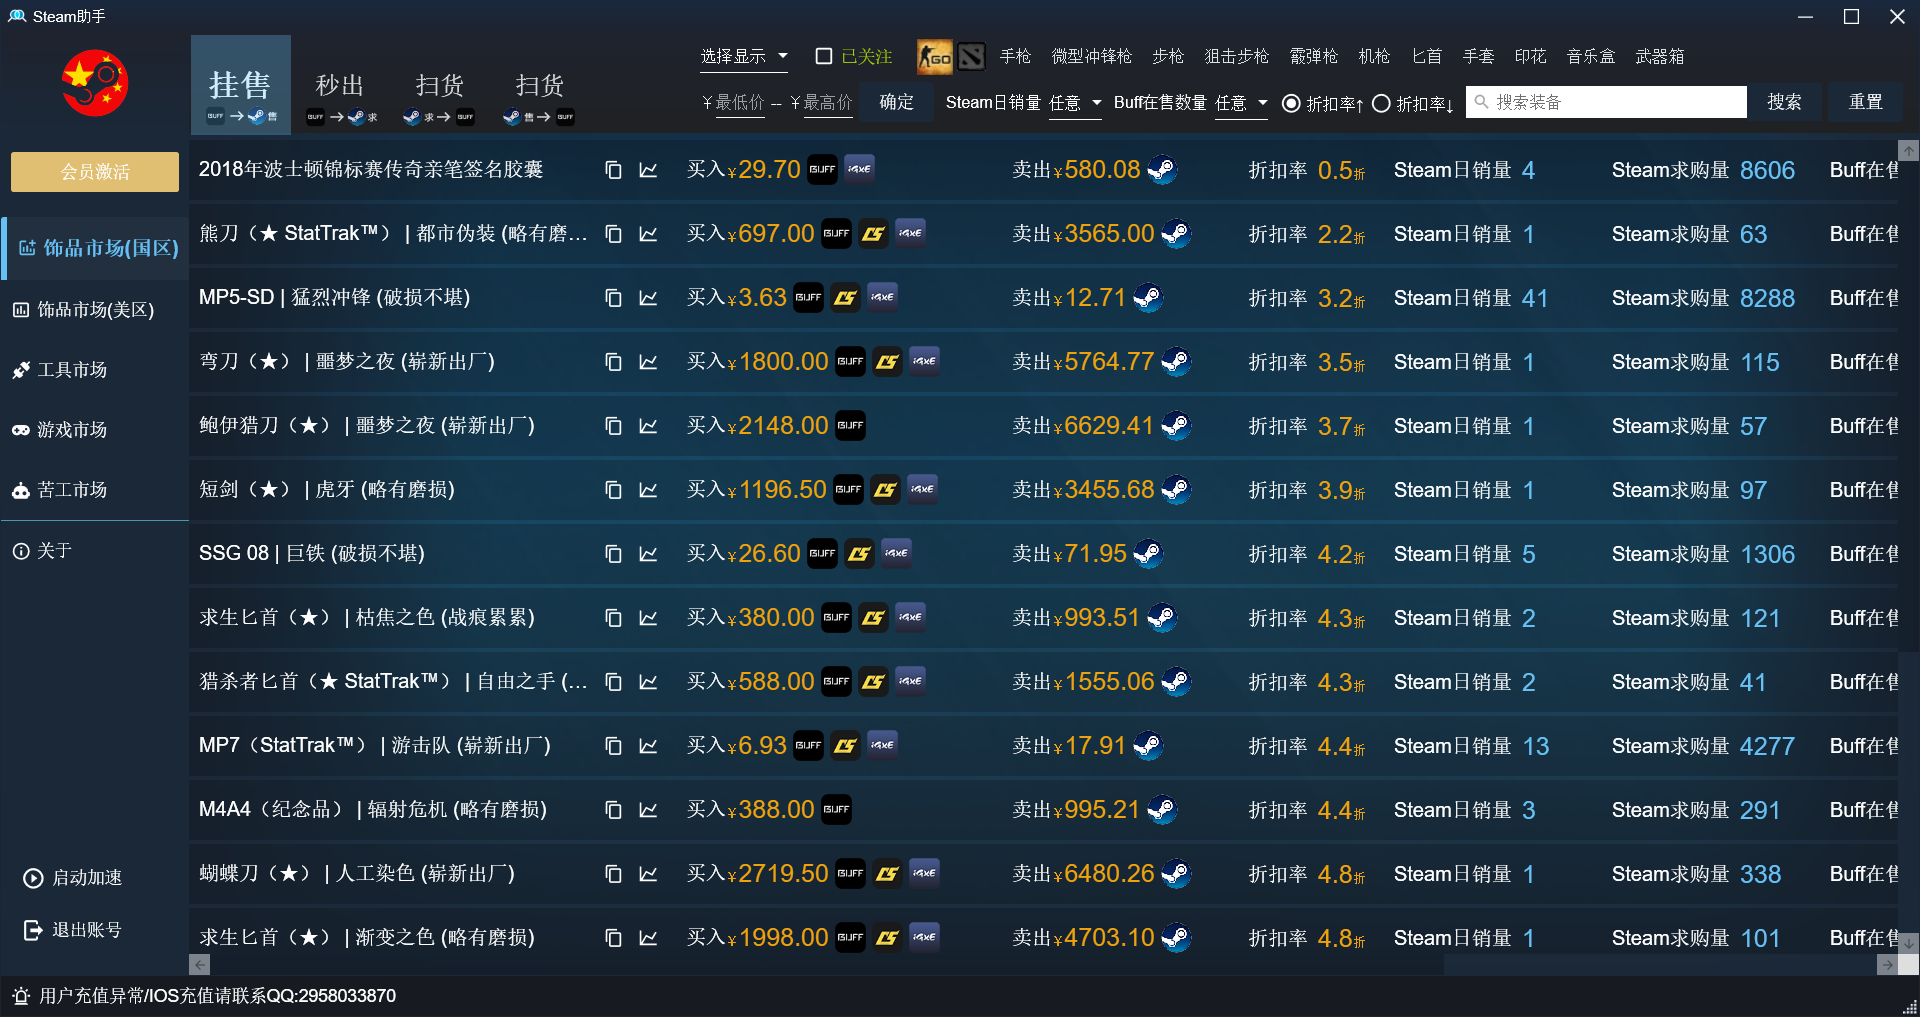 Steam助手
挂售
BUFF → 售
秒出
BUFF → 求
扫货
求 → BUFF
扫货
售 → BUFF
选择显示 已关注 GO 手枪 微型冲锋枪 步枪 狙击步枪 霰弹枪 机枪 匕首 手套 印花 音乐盒 武器箱
¥最低价 -- ¥最高价 确定 Steam日销量 任意 Buff在售数量 任意 折扣率↑ 折扣率↓ 搜索装备 搜索 重置
会员激活
饰品市场(国区)
饰品市场(美区)
工具市场
游戏市场
苦工市场
关于
启动加速
退出账号
2018年波士顿锦标赛传奇亲笔签名胶囊 买入¥29.70 BUFF iGXE 卖出¥580.08 折扣率 0.5折 Steam日销量 4 Steam求购量 8606 Buff在售
熊刀（★ StatTrak™） | 都市伪装 (略有磨... 买入¥697.00 BUFF C5 iGXE 卖出¥3565.00 折扣率 2.2折 Steam日销量 1 Steam求购量 63 Buff在售
MP5-SD | 猛烈冲锋 (破损不堪) 买入¥3.63 BUFF C5 iGXE 卖出¥12.71 折扣率 3.2折 Steam日销量 41 Steam求购量 8288 Buff在售
弯刀（★） | 噩梦之夜 (崭新出厂) 买入¥1800.00 BUFF C5 iGXE 卖出¥5764.77 折扣率 3.5折 Steam日销量 1 Steam求购量 115 Buff在售
鲍伊猎刀（★） | 噩梦之夜 (崭新出厂) 买入¥2148.00 BUFF 卖出¥6629.41 折扣率 3.7折 Steam日销量 1 Steam求购量 57 Buff在售
短剑（★） | 虎牙 (略有磨损) 买入¥1196.50 BUFF C5 iGXE 卖出¥3455.68 折扣率 3.9折 Steam日销量 1 Steam求购量 97 Buff在售
SSG 08 | 巨铁 (破损不堪) 买入¥26.60 BUFF C5 iGXE 卖出¥71.95 折扣率 4.2折 Steam日销量 5 Steam求购量 1306 Buff在售
求生匕首（★） | 枯焦之色 (战痕累累) 买入¥380.00 BUFF C5 iGXE 卖出¥993.51 折扣率 4.3折 Steam日销量 2 Steam求购量 121 Buff在售
猎杀者匕首（★ StatTrak™） | 自由之手 (... 买入¥588.00 BUFF C5 iGXE 卖出¥1555.06 折扣率 4.3折 Steam日销量 2 Steam求购量 41 Buff在售
MP7（StatTrak™） | 游击队 (崭新出厂) 买入¥6.93 BUFF C5 iGXE 卖出¥17.91 折扣率 4.4折 Steam日销量 13 Steam求购量 4277 Buff在售
M4A4（纪念品） | 辐射危机 (略有磨损) 买入¥388.00 BUFF 卖出¥995.21 折扣率 4.4折 Steam日销量 3 Steam求购量 291 Buff在售
蝴蝶刀（★） | 人工染色 (崭新出厂) 买入¥2719.50 BUFF C5 iGXE 卖出¥6480.26 折扣率 4.8折 Steam日销量 1 Steam求购量 338 Buff在售
求生匕首（★） | 渐变之色 (略有磨损) 买入¥1998.00 BUFF C5 iGXE 卖出¥4703.10 折扣率 4.8折 Steam日销量 1 Steam求购量 101 Buff在售
用户充值异常/IOS充值请联系QQ:2958033870